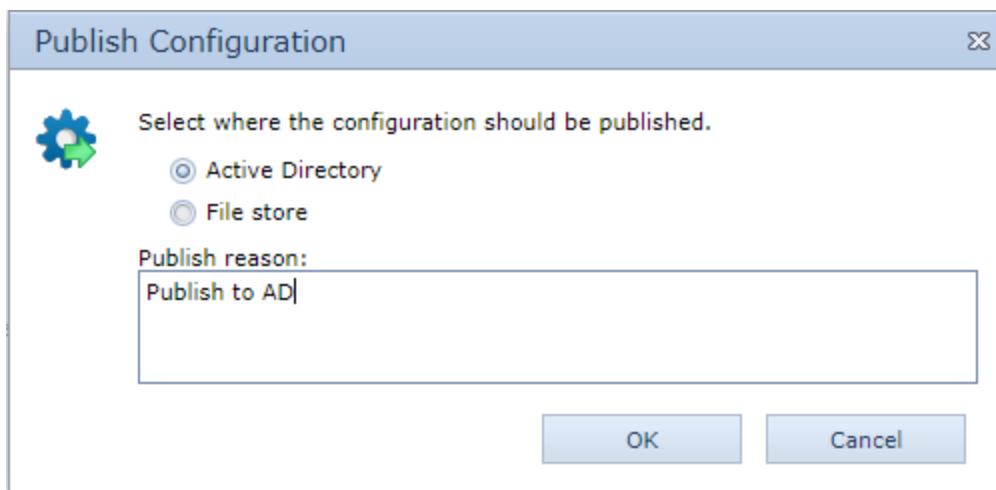 Publish Configuration
Select where the configuration should be published.
Active Directory
File store
Publish reason:
Publish to AD
OK Cancel